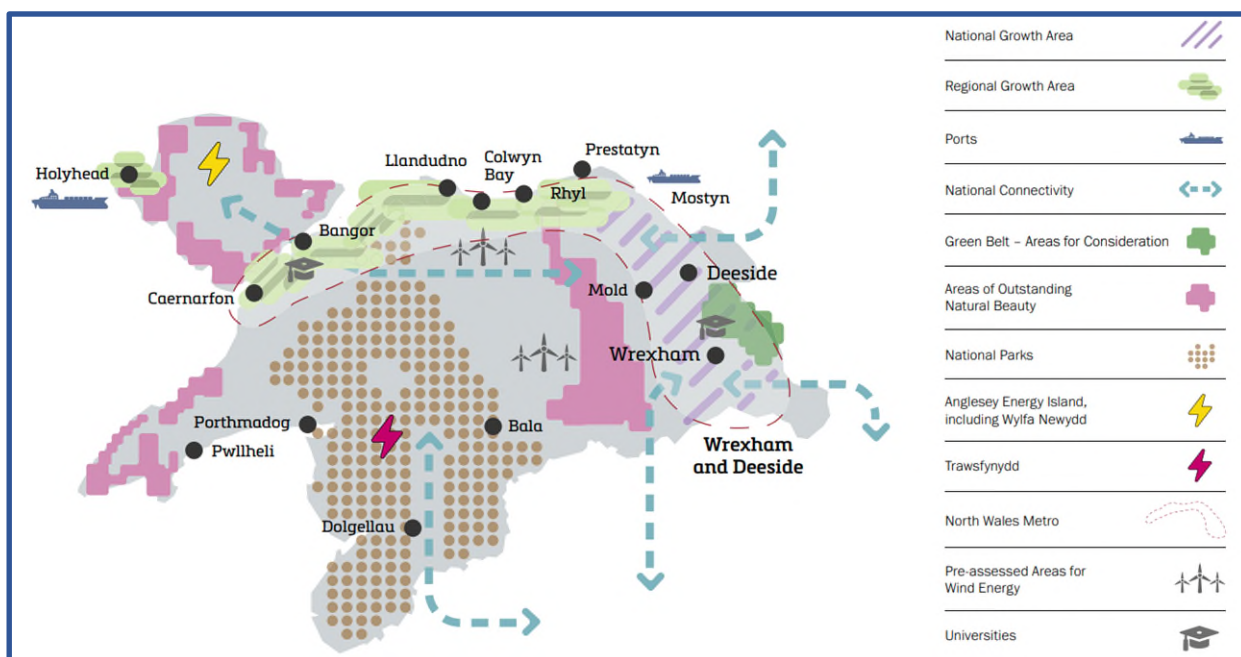 Holyhead
Llandudno
Colwyn
Bay
Prestatyn
Rhyl
Mostyn
Bangor
Caernarfon
Deeside
Mold
Wrexham
Porthmadog
Pwllheli
Bala
Wrexham
and Deeside
Dolgellau
National Growth Area
Regional Growth Area
Ports
National Connectivity
Green Belt – Areas for Consideration
Areas of Outstanding
Natural Beauty
National Parks
Anglesey Energy Island,
including Wylfa Newydd
Trawsfynydd
North Wales Metro
Pre-assessed Areas for
Wind Energy
Universities